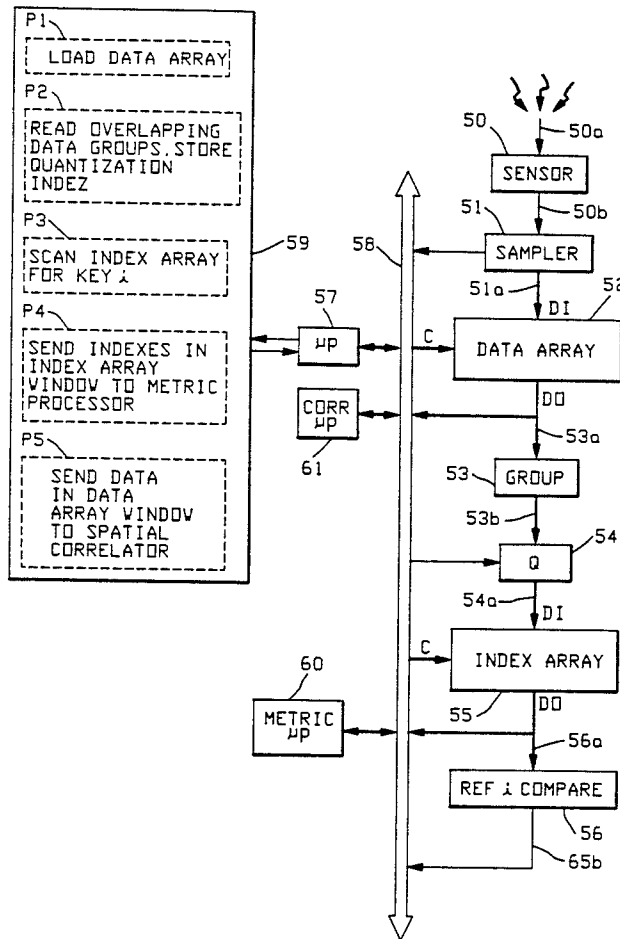 P1
LOAD DATA ARRAY
P2
READ OVERLAPPING
DATA GROUPS. STORE
QUANTIZATION
INDEZ
P3
SCAN INDEX ARRAY
FOR KEY i
P4
SEND INDEXES IN
INDEX ARRAY
WINDOW TO METRIC
PROCESSOR
P5
SEND DATA
IN DATA
ARRAY WINDOW
TO SPATIAL
CORRELATOR
59
57
μP
CORR
μP
61
60
METRIC
μP
58
50
50a
SENSOR
50b
51
SAMPLER
51a
DI
52
C
DATA ARRAY
DO
53a
53
GROUP
53b
54
Q
54a
DI
C
INDEX ARRAY
55
DO
56a
REF i COMPARE
56
65b